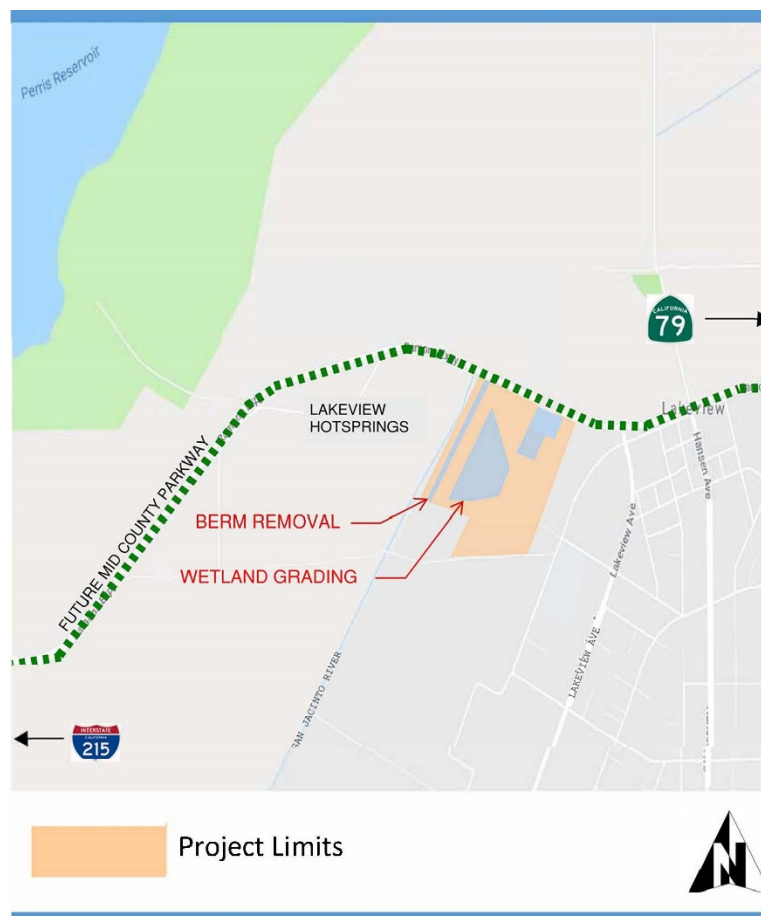 Perris Reservoir
CALIFORNIA
79
Lakeview
LAKEVIEW
HOTSPRINGS
Hansen Ave
BERM REMOVAL
FUTURE MID COUNTY PARKWAY
WETLAND GRADING
Lakeview Ave
LAKEVIEW AVE
SAN JACINTO RIVER
INTERSTATE
CALIFORNIA
215
Project Limits
N